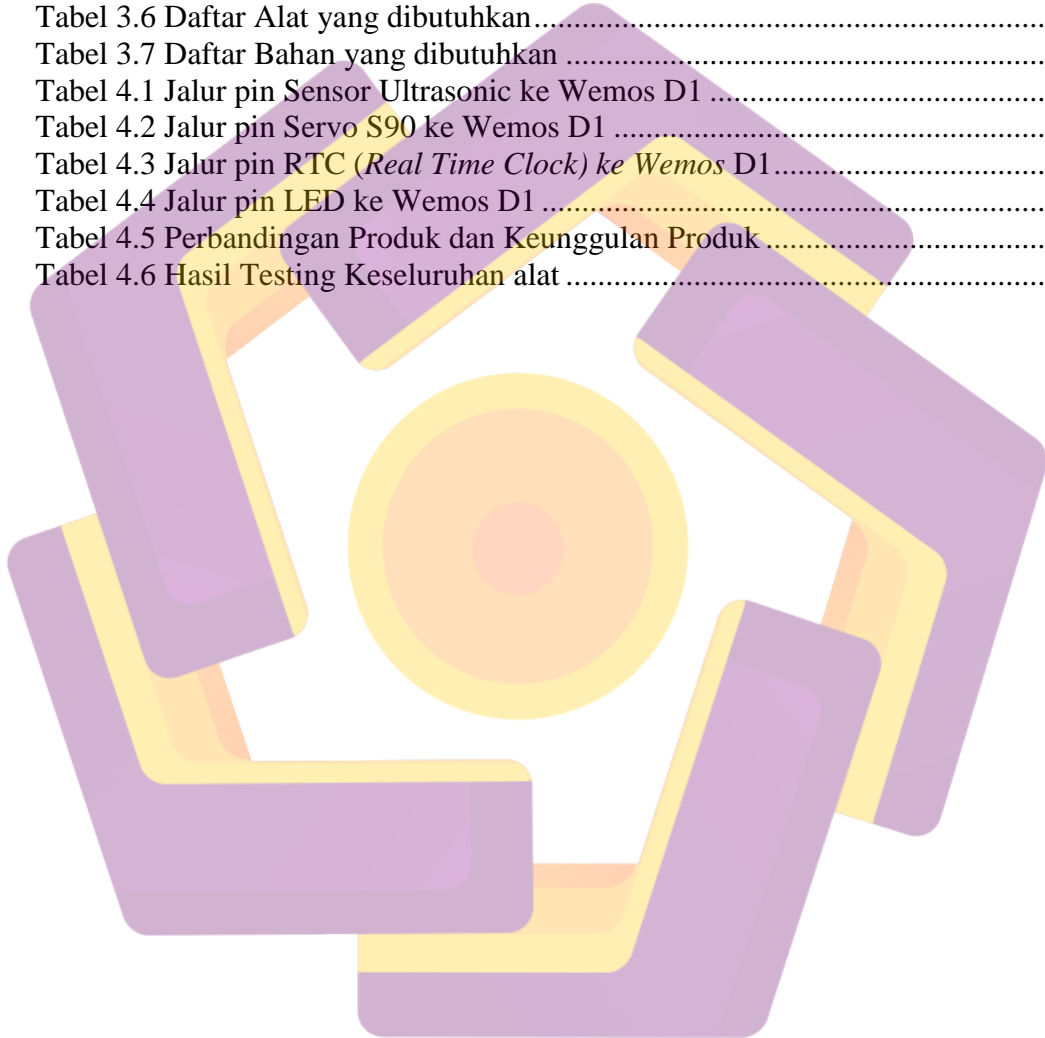 Tabel 3.6 Daftar Alat yang dibutuhkan................................................................
Tabel 3.7 Daftar Bahan yang dibutuhkan ............................................................
Tabel 4.1 Jalur pin Sensor Ultrasonic ke Wemos D1 ..........................................
Tabel 4.2 Jalur pin Servo S90 ke Wemos D1 ......................................................
Tabel 4.3 Jalur pin RTC (Real Time Clock) ke Wemos D1..................................
Tabel 4.4 Jalur pin LED ke Wemos D1 ...............................................................
Tabel 4.5 Perbandingan Produk dan Keunggulan Produk ...................................
Tabel 4.6 Hasil Testing Keseluruhan alat ............................................................